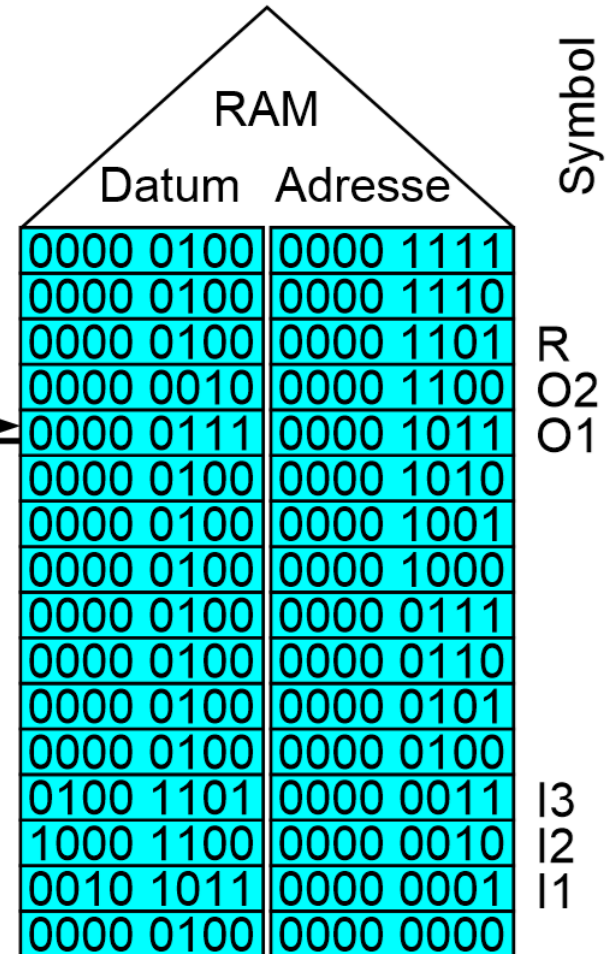 Symbol
RAM
Datum Adresse
0000 0100 0000 1111
0000 0100 0000 1110
0000 0100 0000 1101 R
0000 0010 0000 1100 O2
0000 0111 0000 1011 O1
0000 0100 0000 1010
0000 0100 0000 1001
0000 0100 0000 1000
0000 0100 0000 0111
0000 0100 0000 0110
0000 0100 0000 0101
0000 0100 0000 0100
0100 1101 0000 0011 I3
1000 1100 0000 0010 I2
0010 1011 0000 0001 I1
0000 0100 0000 0000